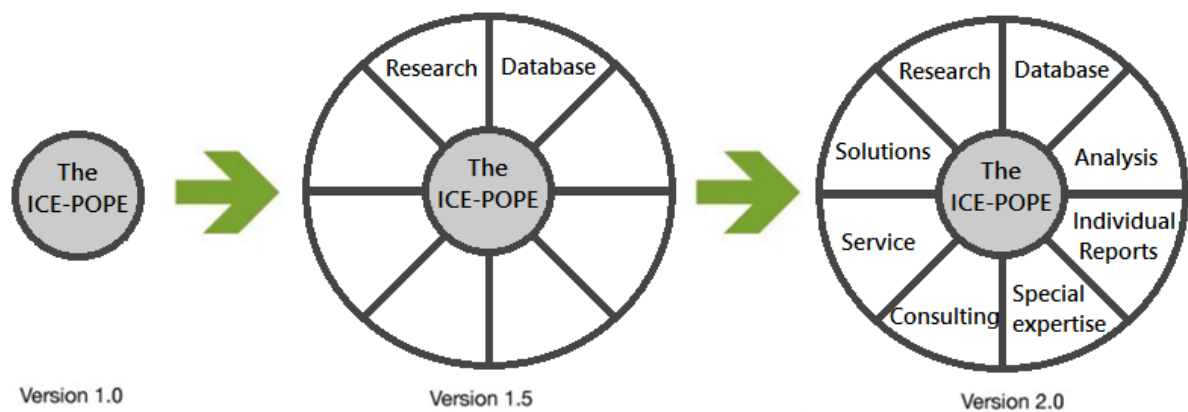 The
ICE-POPE
Version 1.0
Research
Database
The
ICE-POPE
Version 1.5
Research
Database
Solutions
Analysis
The
ICE-POPE
Service
Individual
Reports
Consulting
Special
expertise
Version 2.0